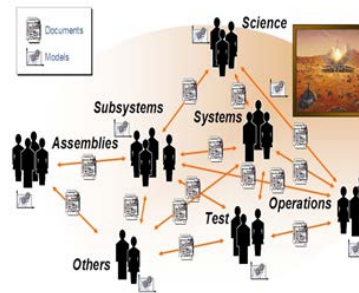 Documents
Models
Science
Subsystems
Systems
Assemblies
Operations
Test
Others